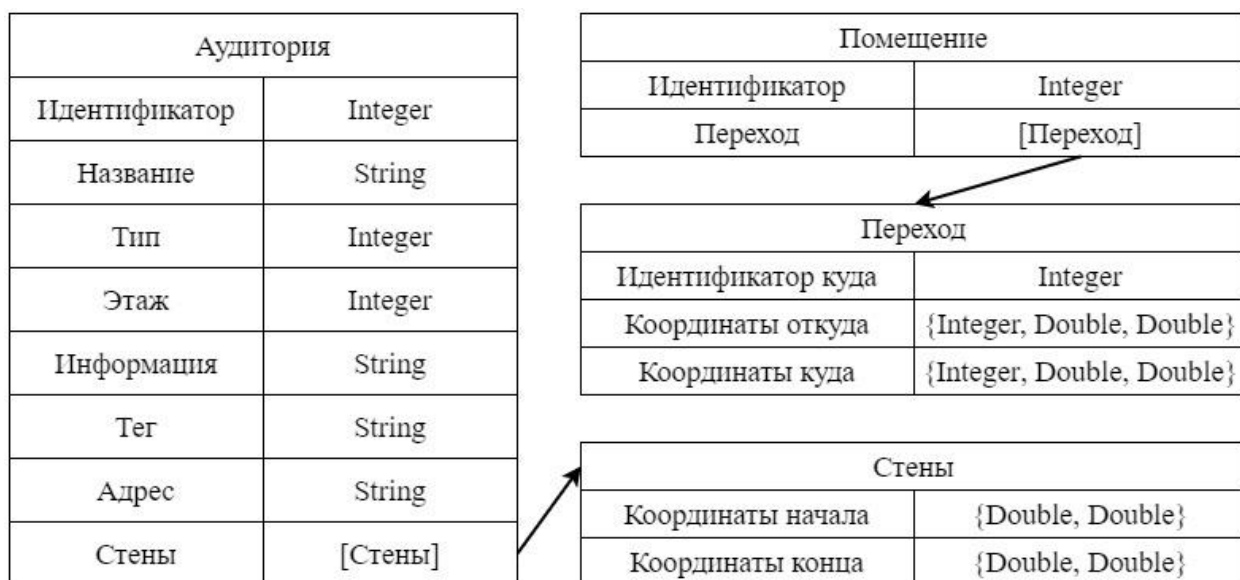 Аудитория
Идентификатор Integer
Название String
Тип Integer
Этаж Integer
Информация String
Тег String
Адрес String
Стены [Стены]
Помещение
Идентификатор Integer
Переход [Переход]
Переход
Идентификатор куда Integer
Координаты откуда {Integer, Double, Double}
Координаты куда {Integer, Double, Double}
Стены
Координаты начала {Double, Double}
Координаты конца {Double, Double}